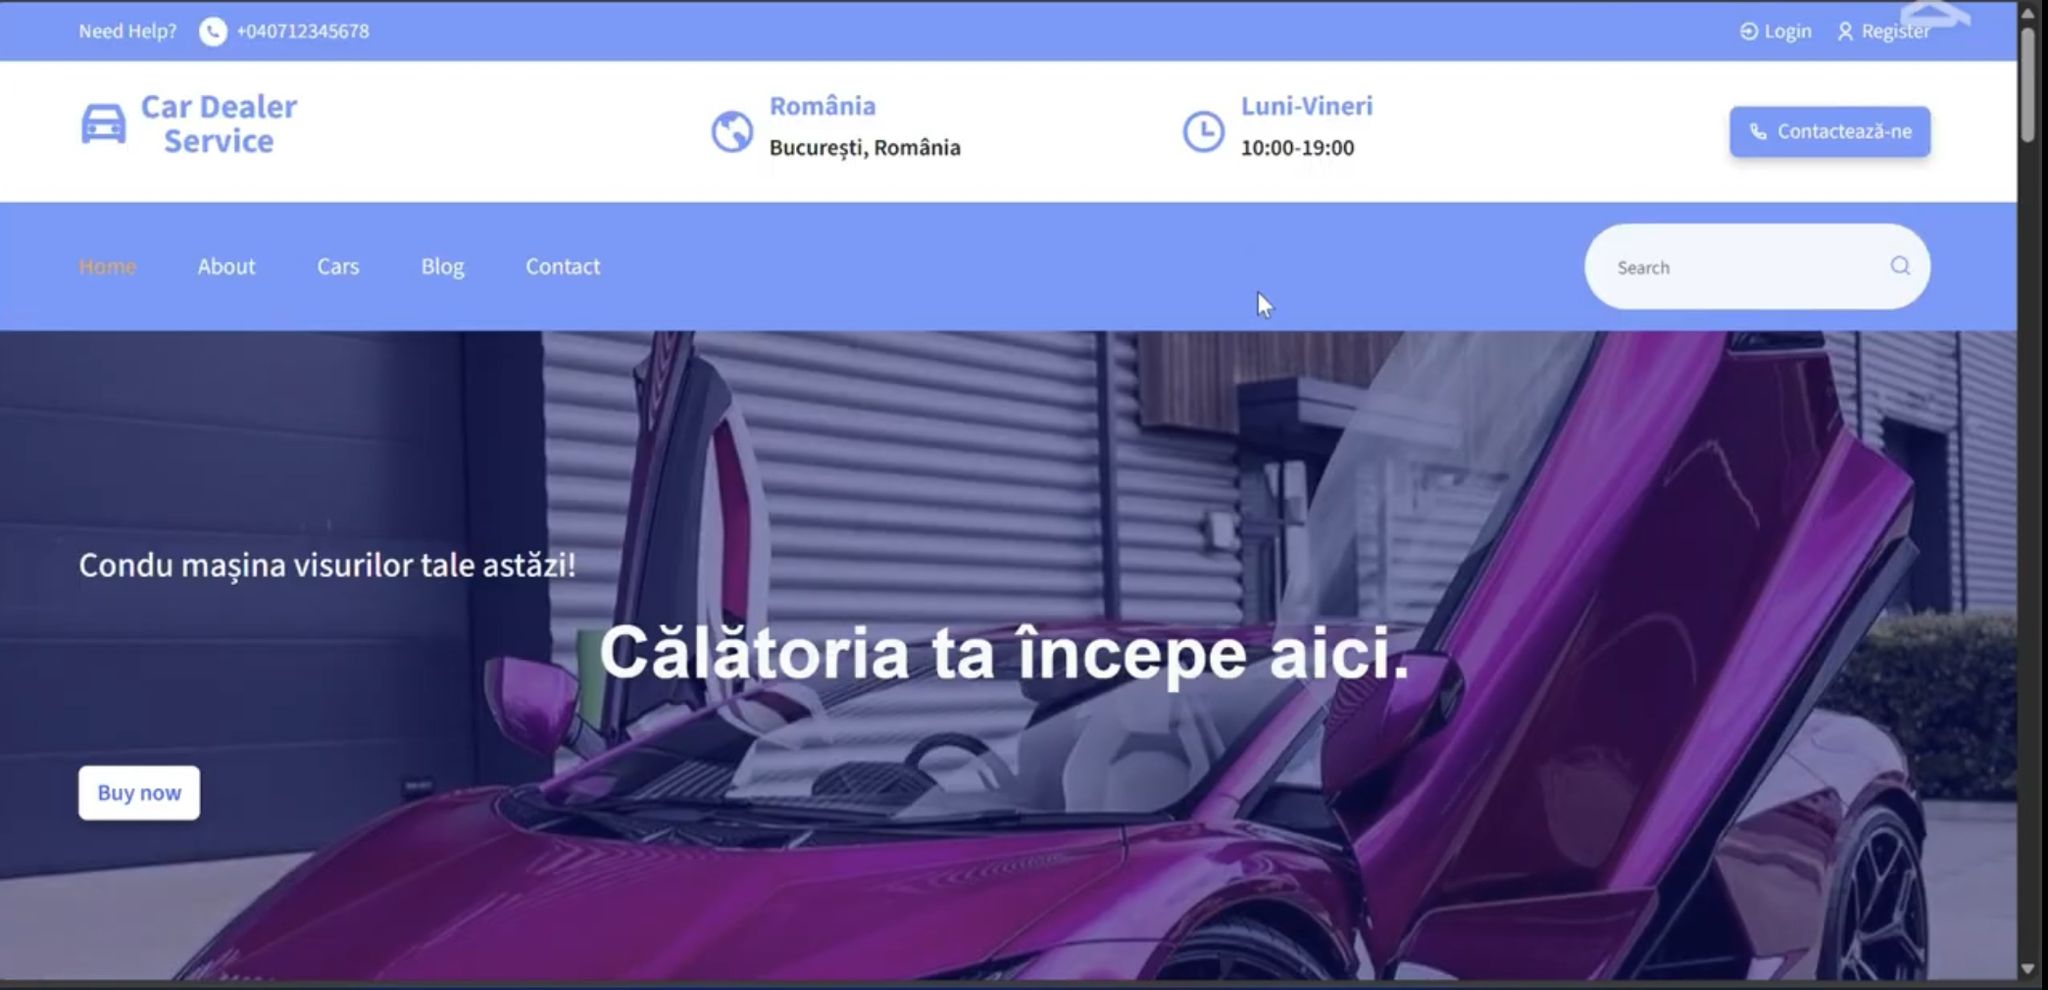 Need Help? +040712345678
Login Register
Car Dealer
Service
România
București, România
Luni-Vineri
10:00-19:00
Contactează-ne
Home About Cars Blog Contact
Search
Condu mașina visurilor tale astăzi!
Călătoria ta începe aici.
Buy now